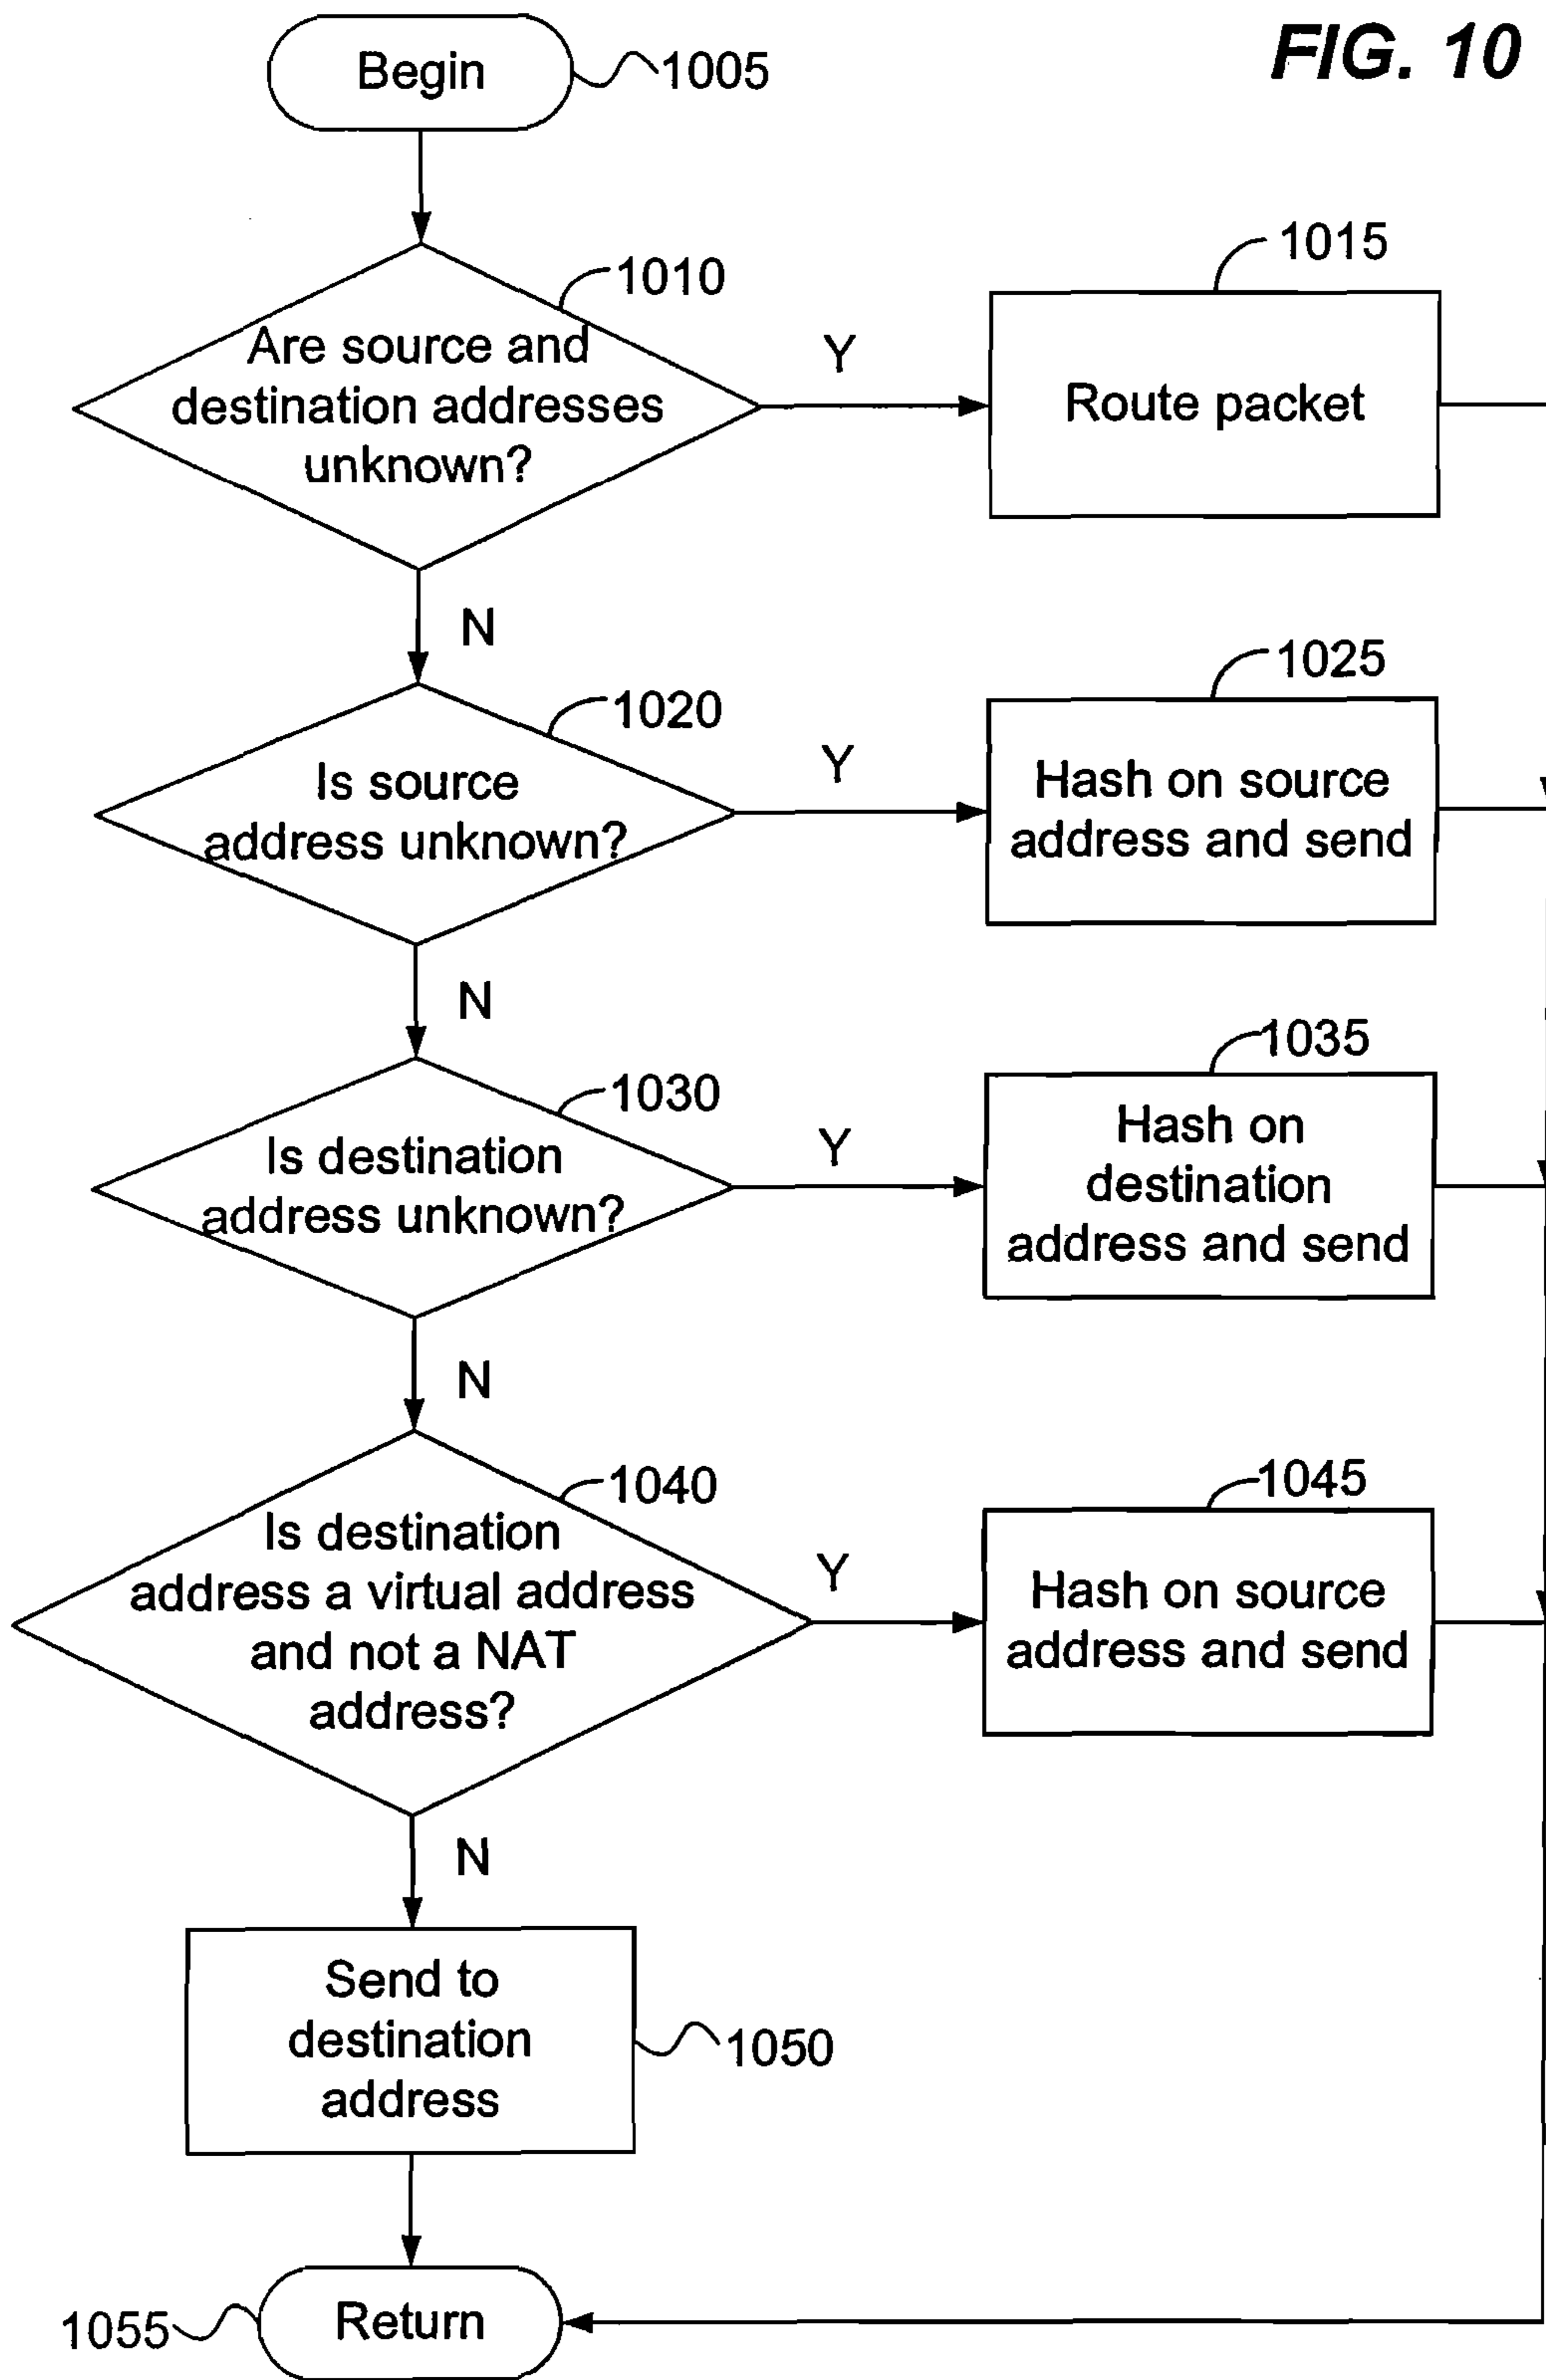 FIG. 10
Begin
1005
1010
Are source and
destination addresses
unknown?
Y
1015
Route packet
N
1020
Is source
address unknown?
Y
1025
Hash on source
address and send
N
1030
Is destination
address unknown?
Y
1035
Hash on
destination
address and send
N
1040
Is destination
address a virtual address
and not a NAT
address?
Y
1045
Hash on source
address and send
N
Send to
destination
address
1050
1055
Return